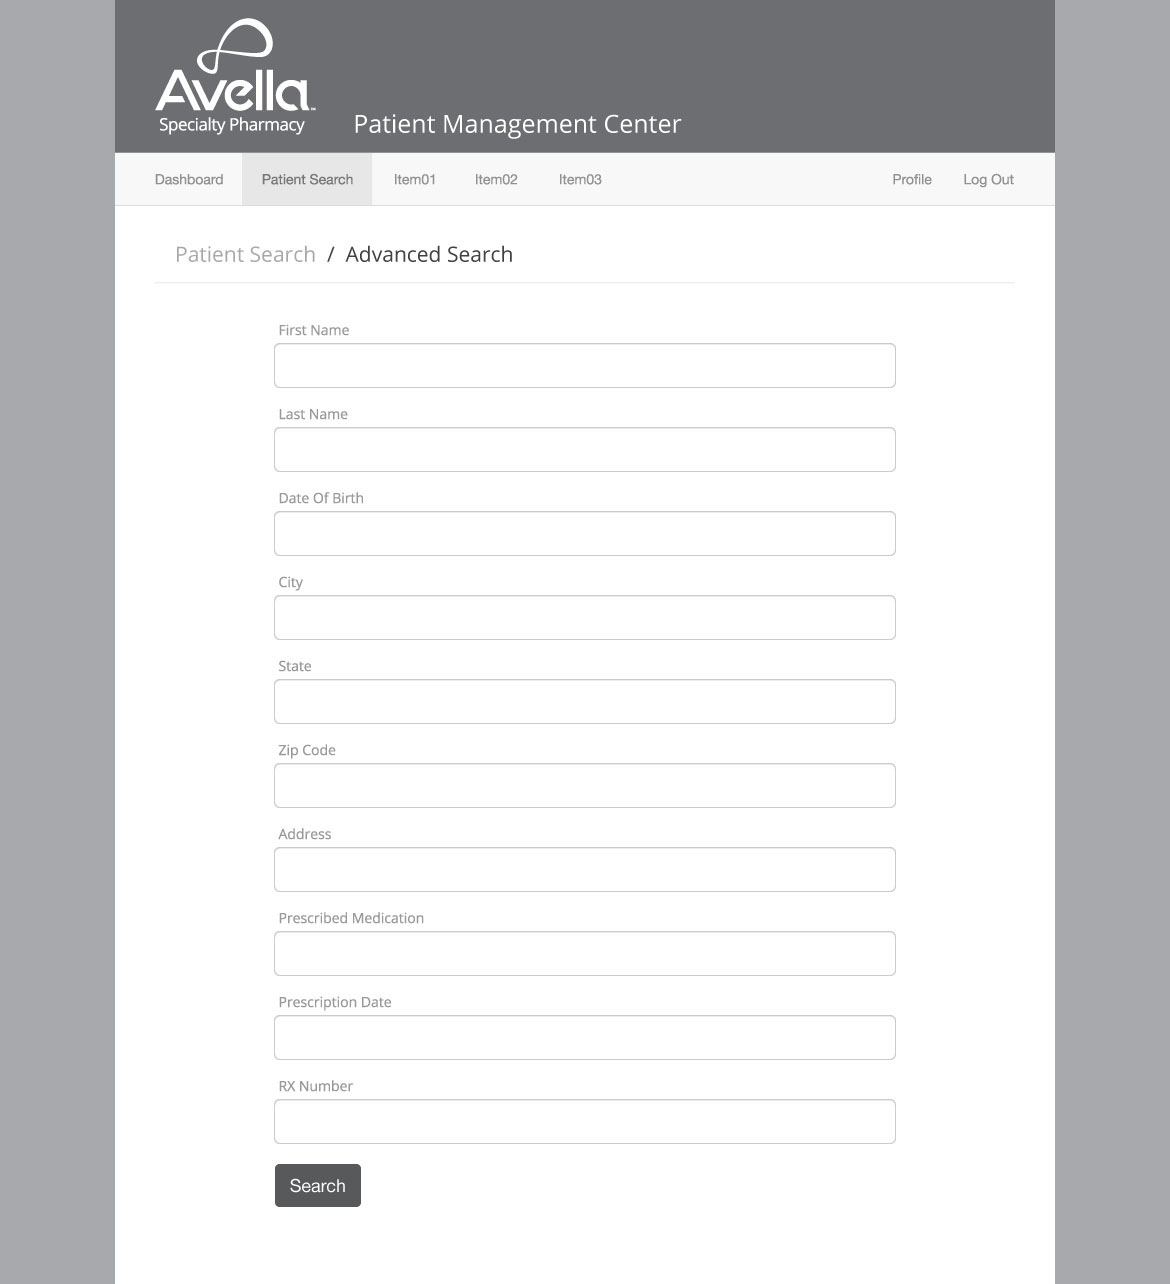 Avella™
Specialty Pharmacy
Patient Management Center
Dashboard Patient Search Item01 Item02 Item03 Profile Log Out
Patient Search / Advanced Search
First Name
Last Name
Date Of Birth
City
State
Zip Code
Address
Prescribed Medication
Prescription Date
RX Number
Search